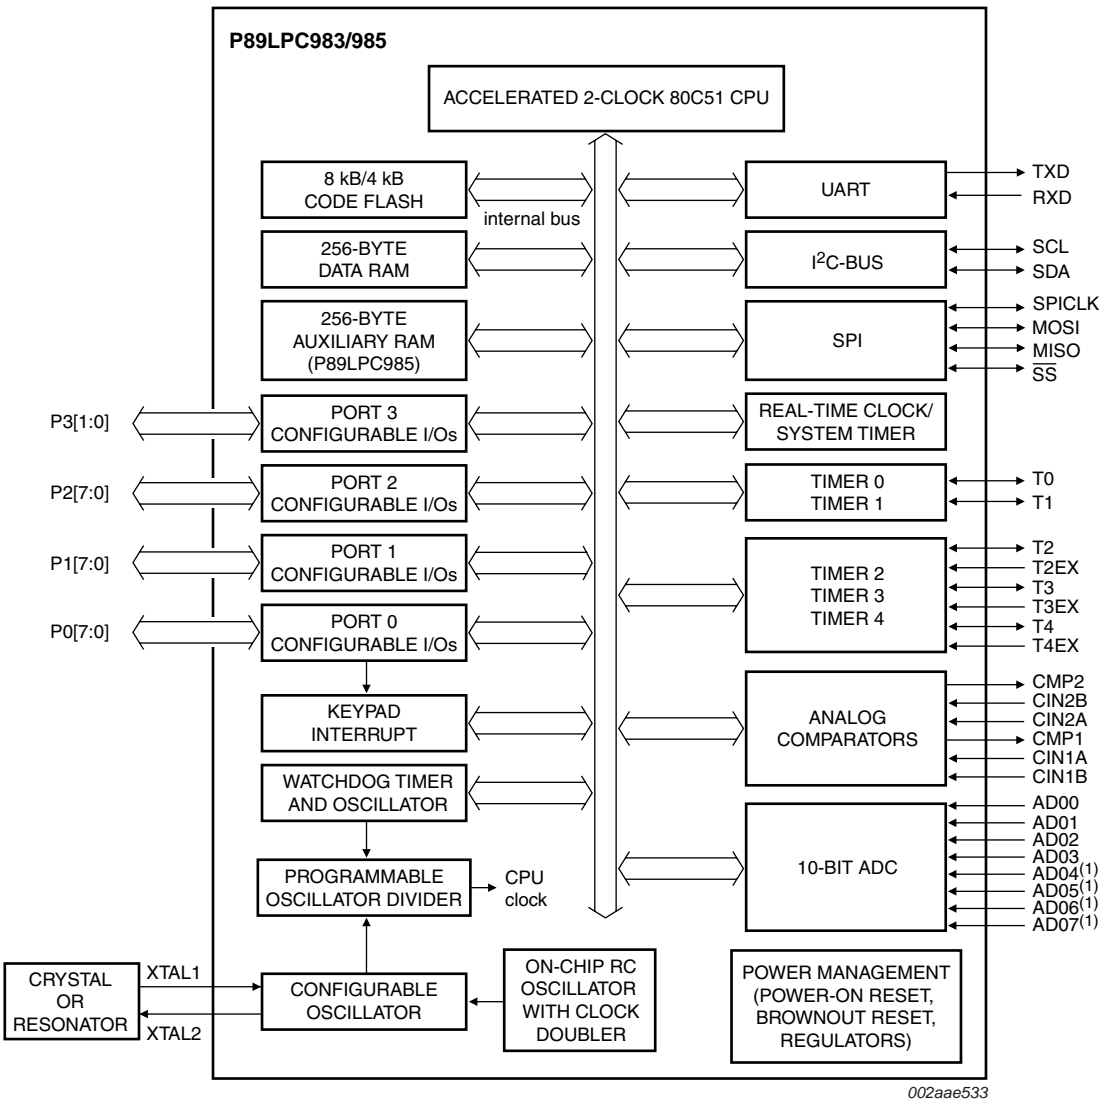 P89LPC983/985
ACCELERATED 2-CLOCK 80C51 CPU
8 kB/4 kB
CODE FLASH
internal bus
256-BYTE
DATA RAM
256-BYTE
AUXILIARY RAM
(P89LPC985)
P3[1:0]
PORT 3
CONFIGURABLE I/Os
P2[7:0]
PORT 2
CONFIGURABLE I/Os
P1[7:0]
PORT 1
CONFIGURABLE I/Os
P0[7:0]
PORT 0
CONFIGURABLE I/Os
KEYPAD
INTERRUPT
WATCHDOG TIMER
AND OSCILLATOR
PROGRAMMABLE
OSCILLATOR DIVIDER
CPU
clock
CRYSTAL
OR
RESONATOR
XTAL1
XTAL2
CONFIGURABLE
OSCILLATOR
ON-CHIP RC
OSCILLATOR
WITH CLOCK
DOUBLER
UART
TXD
RXD
I²C-BUS
SCL
SDA
SPI
SPICLK
MOSI
MISO
S̅S̅
REAL-TIME CLOCK/
SYSTEM TIMER
TIMER 0
TIMER 1
T0
T1
TIMER 2
TIMER 3
TIMER 4
T2
T2EX
T3
T3EX
T4
T4EX
ANALOG
COMPARATORS
CMP2
CIN2B
CIN2A
CMP1
CIN1A
CIN1B
10-BIT ADC
AD00
AD01
AD02
AD03
AD04(1)
AD05(1)
AD06(1)
AD07(1)
POWER MANAGEMENT
(POWER-ON RESET,
BROWNOUT RESET,
REGULATORS)
002aae533